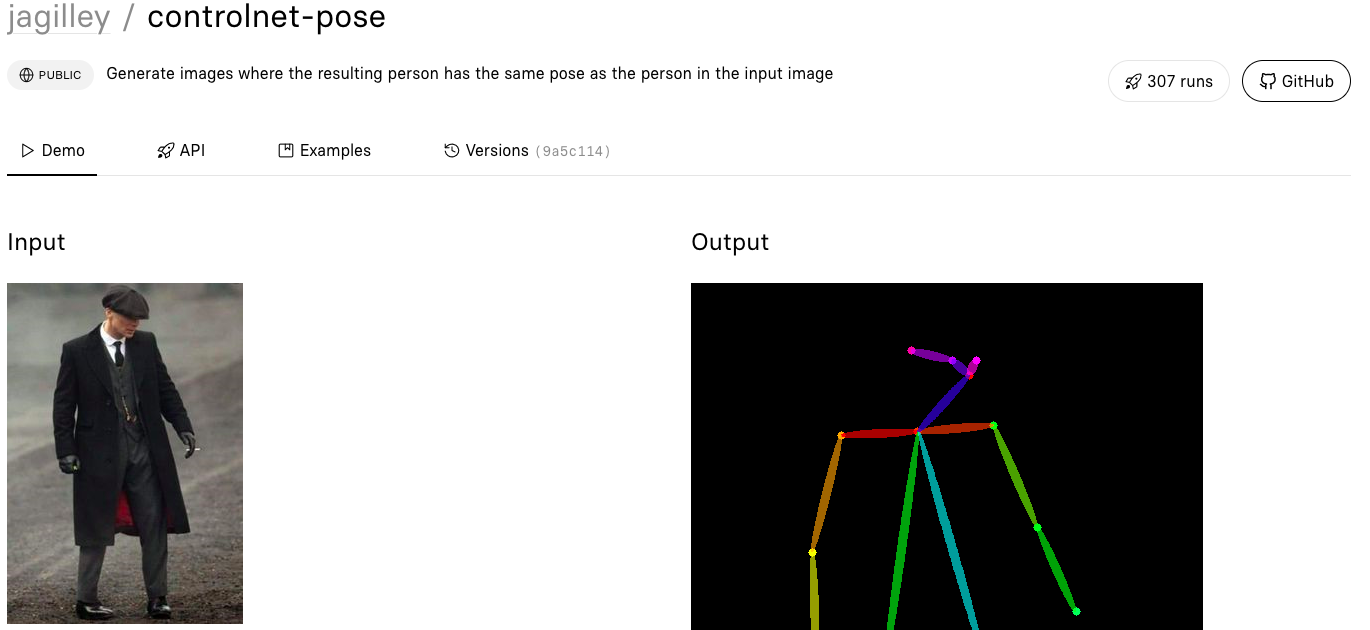 jagilley / controlnet-pose
PUBLIC Generate images where the resulting person has the same pose as the person in the input image
307 runs GitHub
Demo API Examples Versions (9a5c114)
Input Output